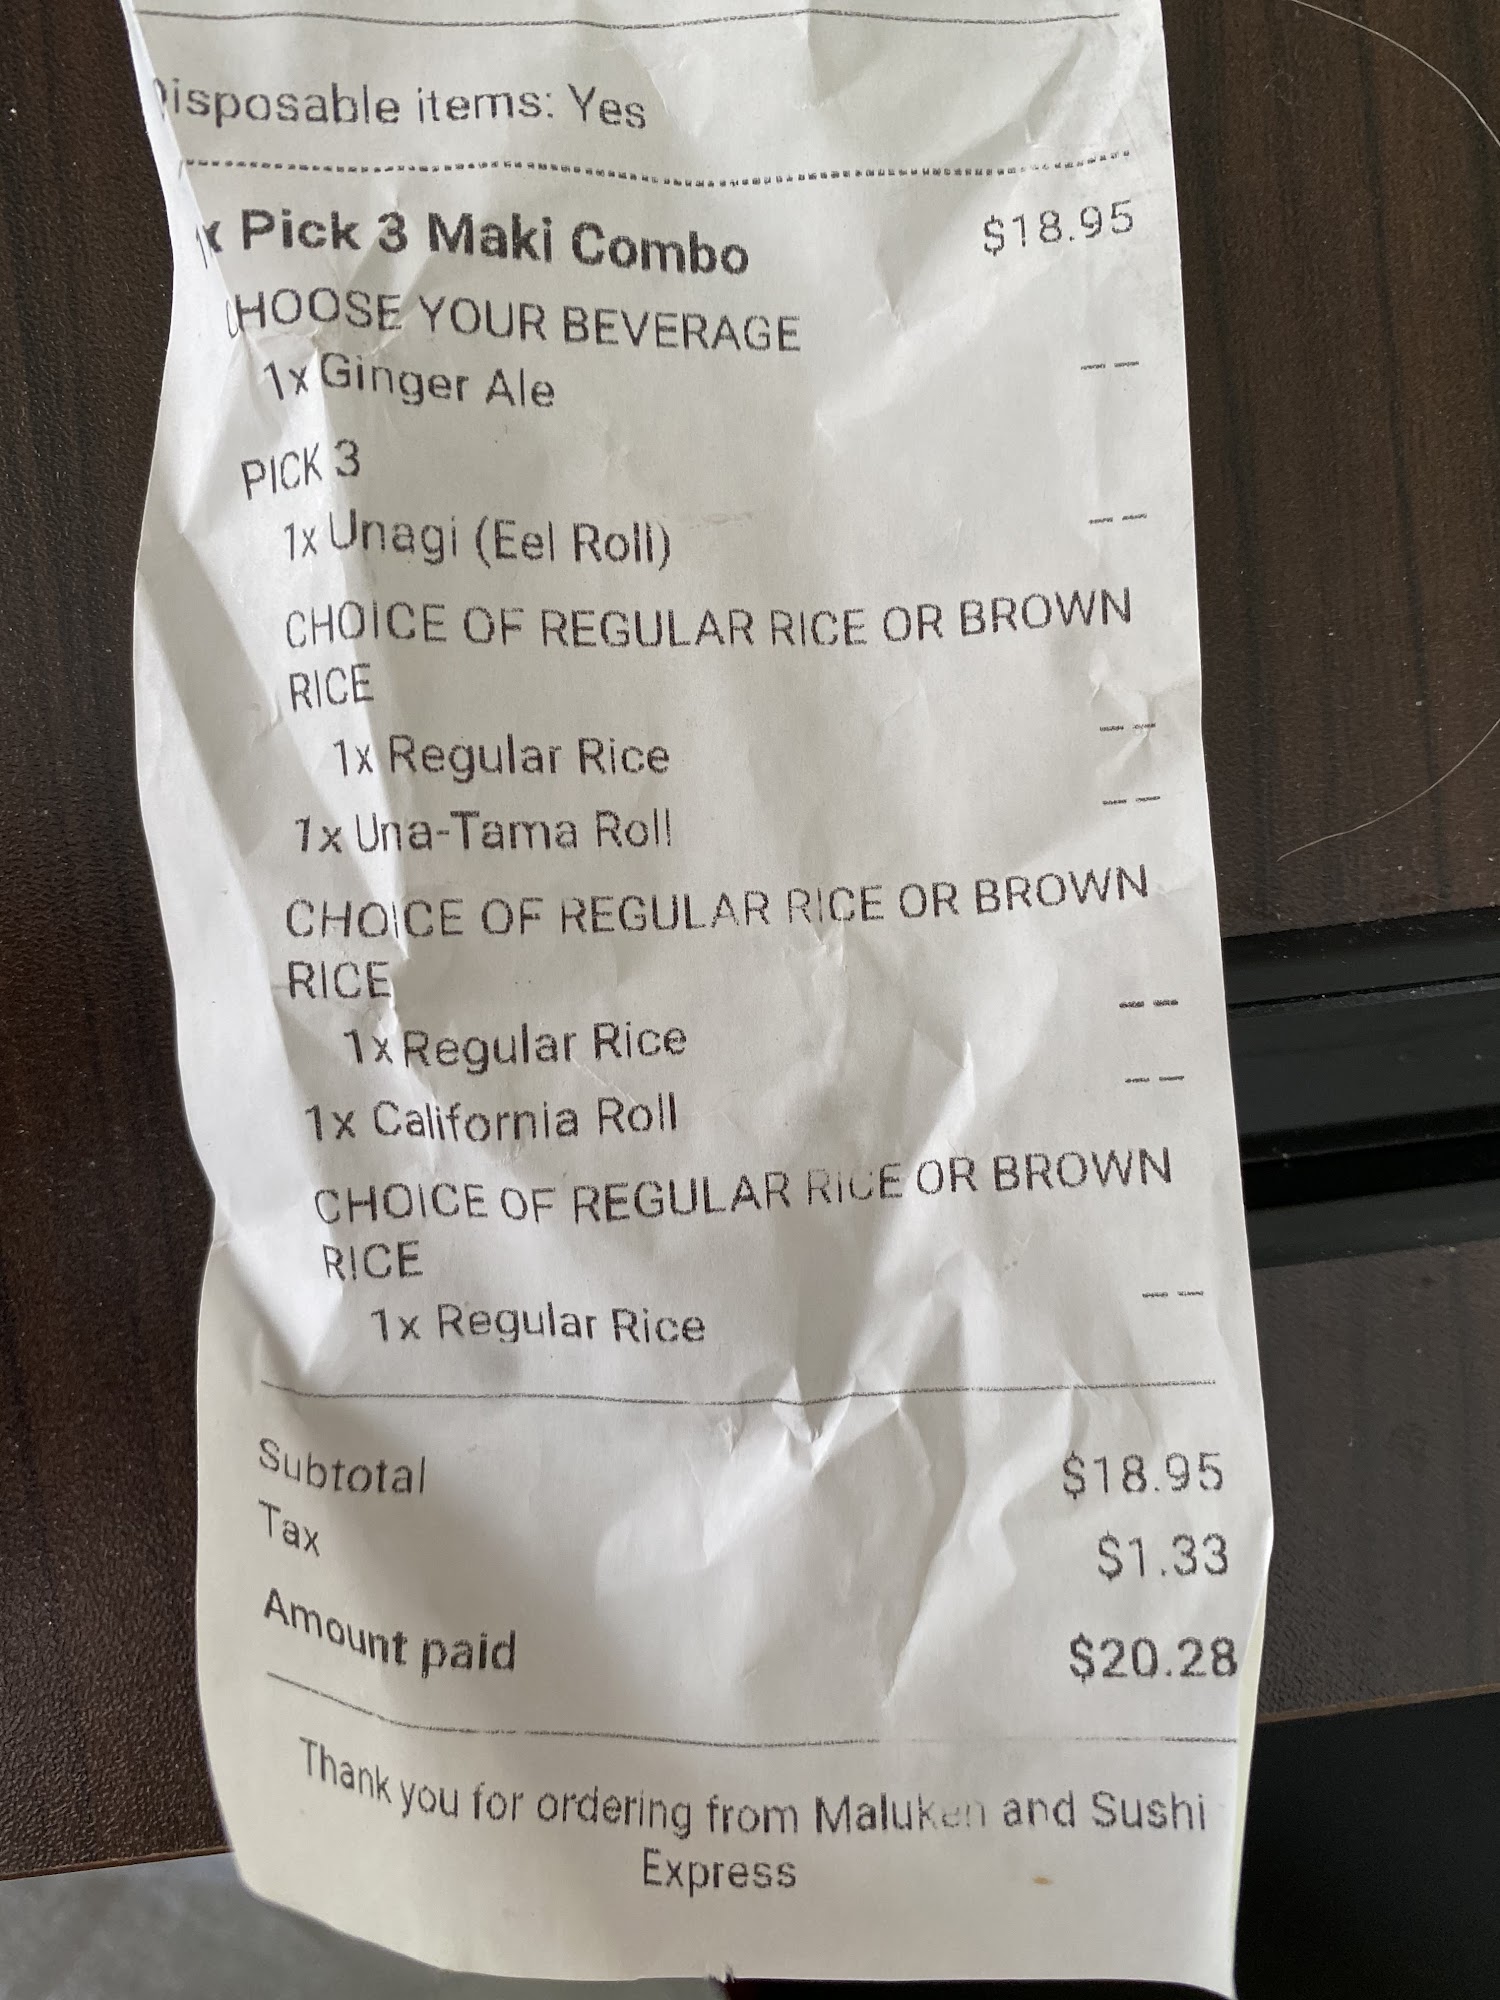 Disposable items: Yes
1x Pick 3 Maki Combo $18.95
CHOOSE YOUR BEVERAGE
1x Ginger Ale --
PICK 3
1x Unagi (Eel Roll) --
CHOICE OF REGULAR RICE OR BROWN
RICE
1x Regular Rice --
1x Una-Tama Roll --
CHOICE OF REGULAR RICE OR BROWN
RICE
1x Regular Rice --
1x California Roll --
CHOICE OF REGULAR RICE OR BROWN
RICE
1x Regular Rice --
Subtotal $18.95
Tax $1.33
Amount paid $20.28
Thank you for ordering from Maluken and Sushi
Express